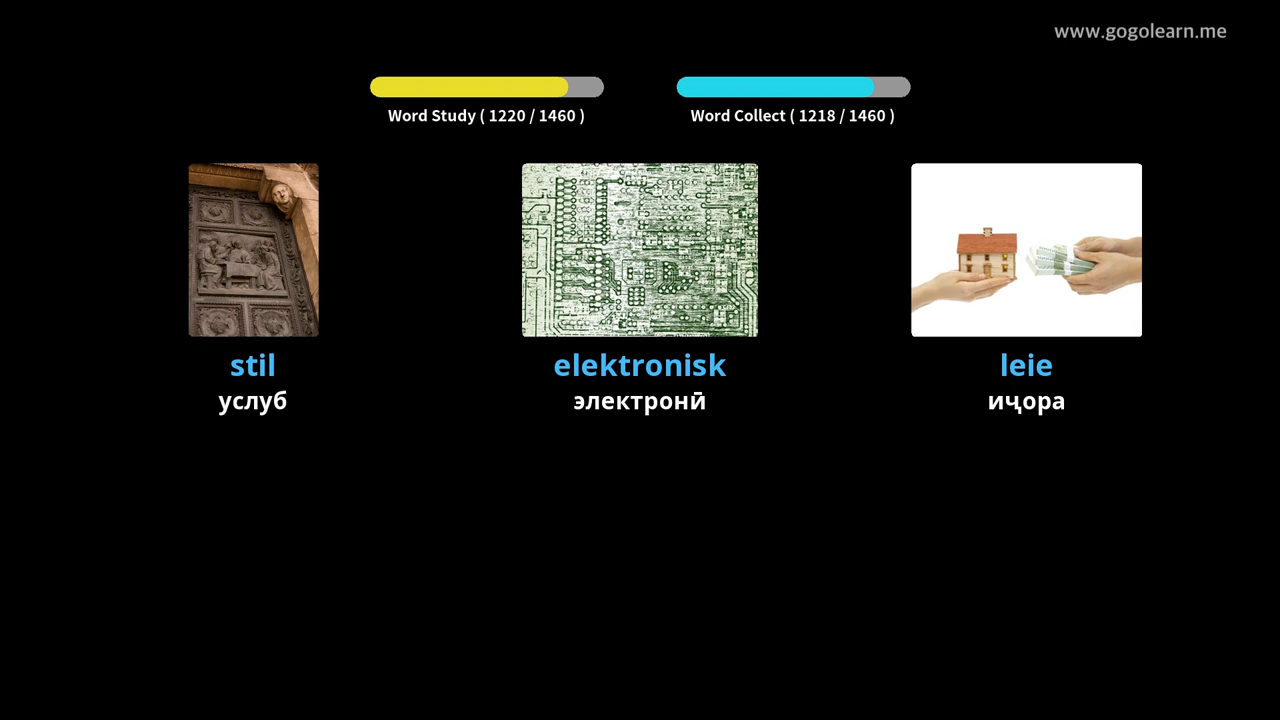 www.gogolearn.me
Word Study ( 1220 / 1460 )
Word Collect ( 1218 / 1460 )
stil
услуб
elektronisk
электронӣ
leie
иҷора